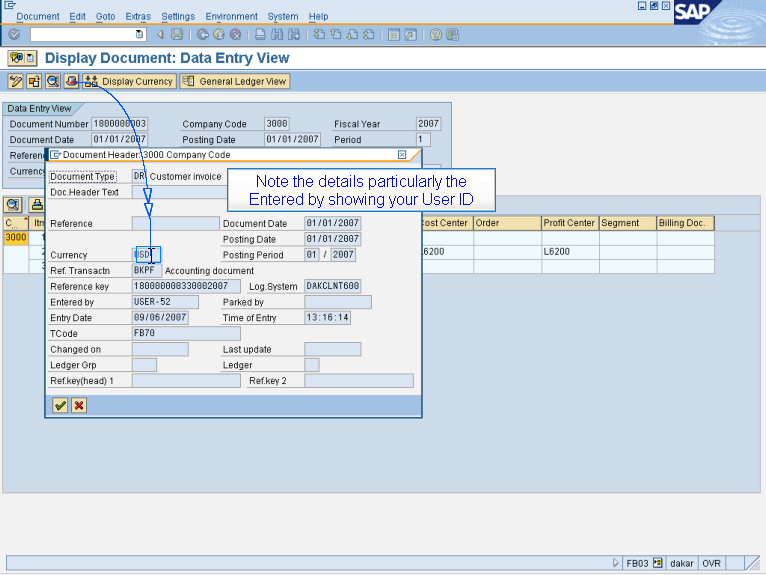 Document Edit Goto Extras Settings Environment System Help
SAP
Display Document: Data Entry View
Display Currency General Ledger View
Data Entry View
Document Number 1800000003 Company Code 3000 Fiscal Year 2007
Document Date 01/01/2007 Posting Date 01/01/2007 Period 1
Referenc
Currency
Document Header: 3000 Company Code
Document Type DR Customer invoice
Doc.Header Text
Note the details particularly the
Entered by showing your User ID
Reference Document Date 01/01/2007
Posting Date 01/01/2007
Currency USD Posting Period 01 / 2007
Ref. Transactn BKPF Accounting document
Reference key 180000000330002007 Log.System DAKCLNT600
Entered by USER-52 Parked by
Entry Date 09/06/2007 Time of Entry 13:16:14
TCode FB70
Changed on Last update
Ledger Grp Ledger
Ref.key(head) 1 Ref.key 2
C... Itn Cost Center Order Profit Center Segment Billing Doc.
3000 1
2 6200 L6200
3
FB03 dakar OVR